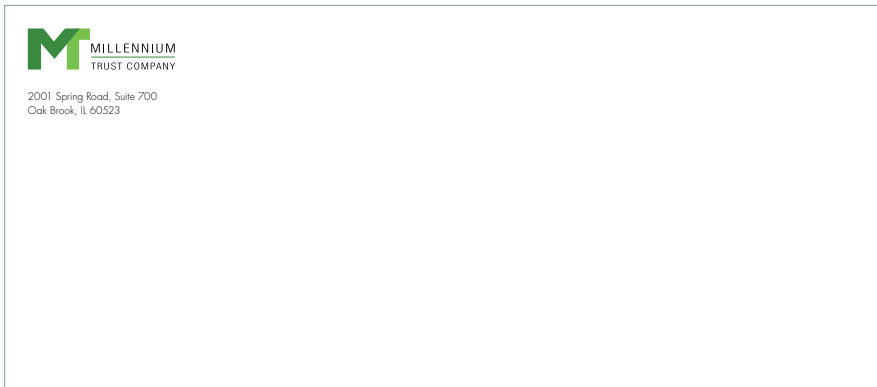 MILLENNIUM
TRUST COMPANY
2001 Spring Road, Suite 700
Oak Brook, IL 60523